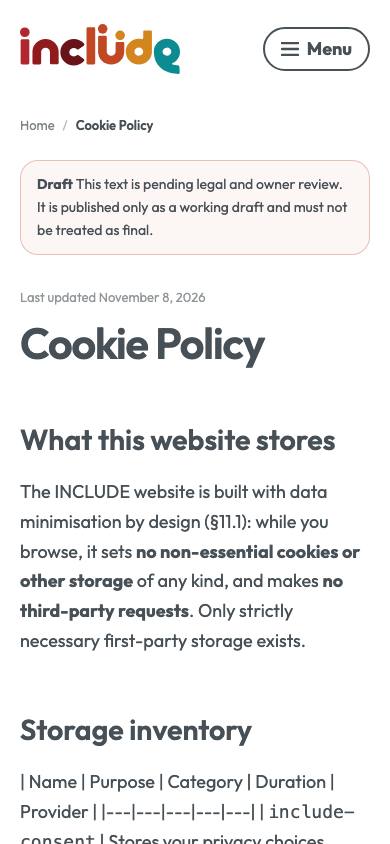 include
Menu
Home / Cookie Policy
Draft This text is pending legal and owner review.
It is published only as a working draft and must not
be treated as final.
Last updated November 8, 2026
Cookie Policy
What this website stores
The INCLUDE website is built with data
minimisation by design (§11.1): while you
browse, it sets no non-essential cookies or
other storage of any kind, and makes no
third-party requests. Only strictly
necessary first-party storage exists.
Storage inventory
| Name | Purpose | Category | Duration |
Provider | |---|---|---|---|---| | include-
consent | Stores your privacy choices